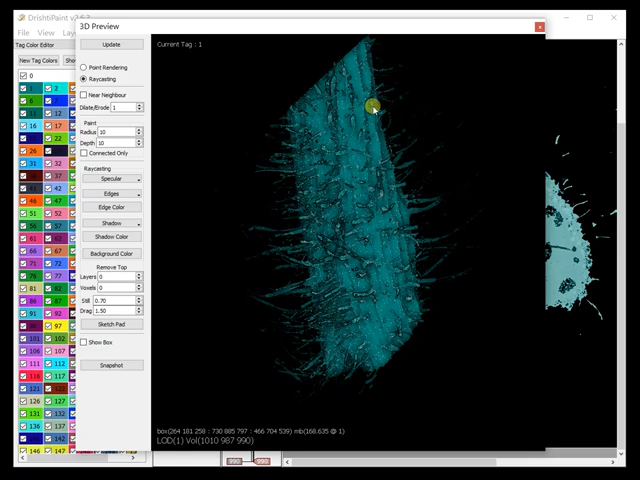 DrishtiPaint v2.6.3
File View
Tag Color Editor
New Tag Colors
0
1 2
6 7
12
16 17
22
26
31 32
36 37
41 42
46 47
51 52
56 57
61 62
66 67
71 72
76 77
81 82
86 87
91 92
96 97
101 102
106 107
111 112
116 117
121 122
126 127
131 132
136 137
142
146 147
3D Preview
x
Update
Point Rendering
Raycasting
Near Neighbour
Dilate/Erode 1
Paint
Radius 10
Depth 10
Connected Only
Raycasting
Specular
Edges
Edge Color
Shadow
Shadow Color
Background Color
Remove Top
Layers 0
Voxels 0
Still 0.70
Drag 1.50
Sketch Pad
Show Box
Snapshot
Current Tag : 1
box(264 181 258 : 730 885 797 : 466 704 539) mb(168.635 @ 1)
LOD(1) Vol(1010 987 990)
990 990